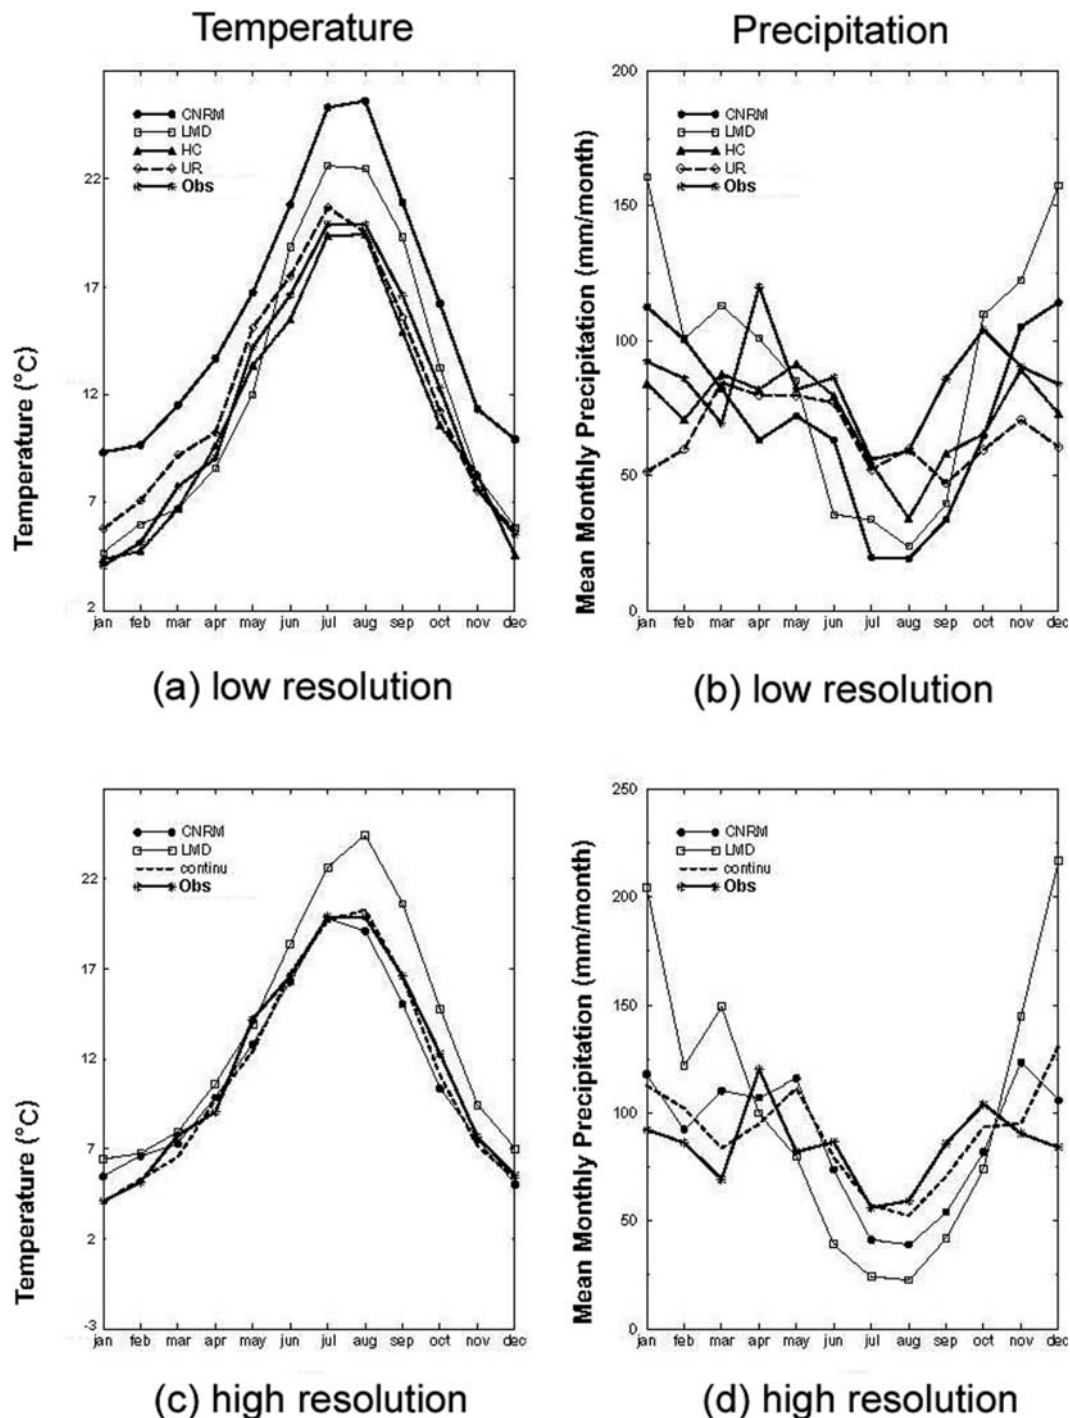 Temperature
Precipitation
CNRM
LMD
HC
UR
Obs
22
17
12
7
2
Temperature (°C)
jan feb mar apr may jun jul aug sep oct nov dec
(a) low resolution
200
150
100
50
0
CNRM
LMD
HC
UR
Obs
Mean Monthly Precipitation (mm/month)
jan feb mar apr may jun jul aug sep oct nov dec
(b) low resolution
CNRM
LMD
continu
Obs
22
17
12
7
2
-3
Temperature (°C)
jan feb mar apr may jun jul aug sep oct nov dec
(c) high resolution
250
200
150
100
50
0
CNRM
LMD
continu
Obs
Mean Monthly Precipitation (mm/month)
jan feb mar apr may jun jul aug sep oct nov dec
(d) high resolution